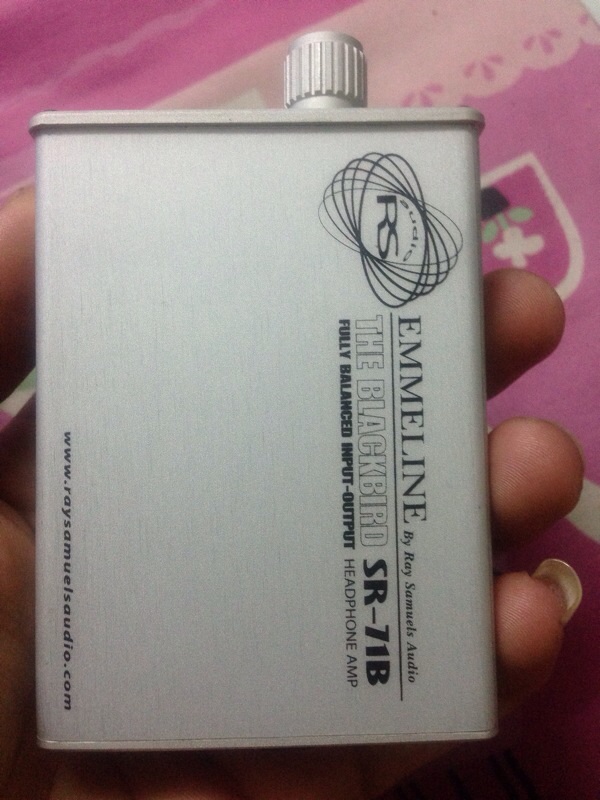 RS
audio
EMMELINE By Ray Samuels Audio
THE BLACKBIRD SR-71B
FULLY BALANCED INPUT-OUTPUT HEADPHONE AMP
www.raysamuelsaudio.com